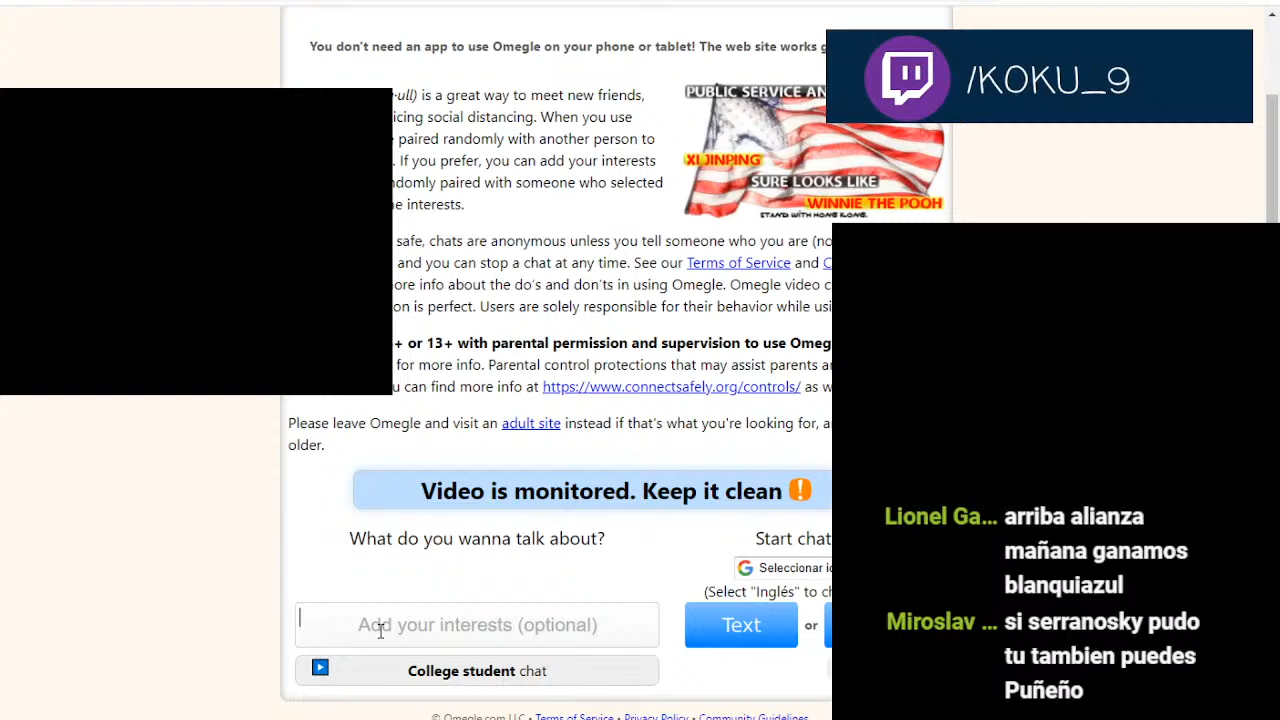 You don't need an app to use Omegle on your phone or tablet! The web site works
/KOKU_9
is a great way to meet new friends,
social distancing. When you use
paired randomly with another person to
. If you prefer, you can add your interests
paired with someone who selected
interests.
PUBLIC SERVICE
XI JINPING
SURE LOOKS LIKE
WINNIE THE POOH
STAND WITH HONG KONG.
safe, chats are anonymous unless you tell someone who you are
and you can stop a chat at any time. See our Terms of Service and
more info about the do's and don'ts in using Omegle. Omegle video
is perfect. Users are solely responsible for their behavior while
+ or 13+ with parental permission and supervision to use
for more info. Parental control protections that may assist parents
can find more info at https://www.connectsafely.org/controls/ as
Please leave Omegle and visit an adult site instead if that's what you're looking for,
older.
Video is monitored. Keep it clean
What do you wanna talk about?
Start chat
Seleccionar
(Select "Inglés" to
Add your interests (optional)
Text or
College student chat
© Omegle.com LLC • Terms of Service • Privacy Policy • Community Guidelines
Lionel Ga... arriba alianza
mañana ganamos
blanquiazul
Miroslav ... si serranosky pudo
tu tambien puedes
Puñeño